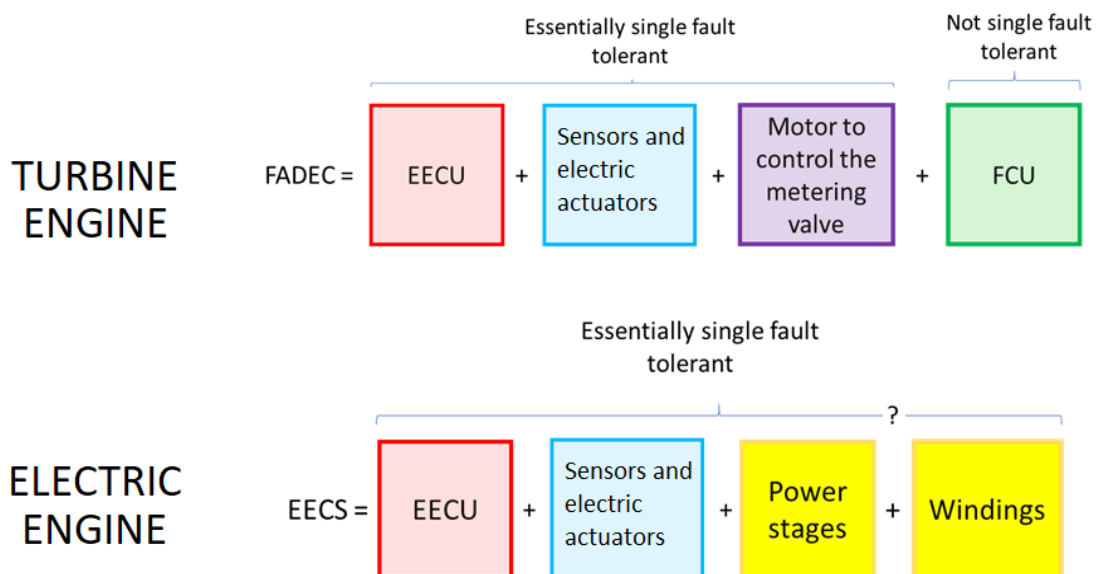 Essentially single fault
tolerant
Not single fault
tolerant
TURBINE
ENGINE
FADEC =
EECU
+
Sensors and
electric
actuators
+
Motor to
control the
metering
valve
+
FCU
Essentially single fault
tolerant
?
ELECTRIC
ENGINE
EECS =
EECU
+
Sensors and
electric
actuators
+
Power
stages
+
Windings